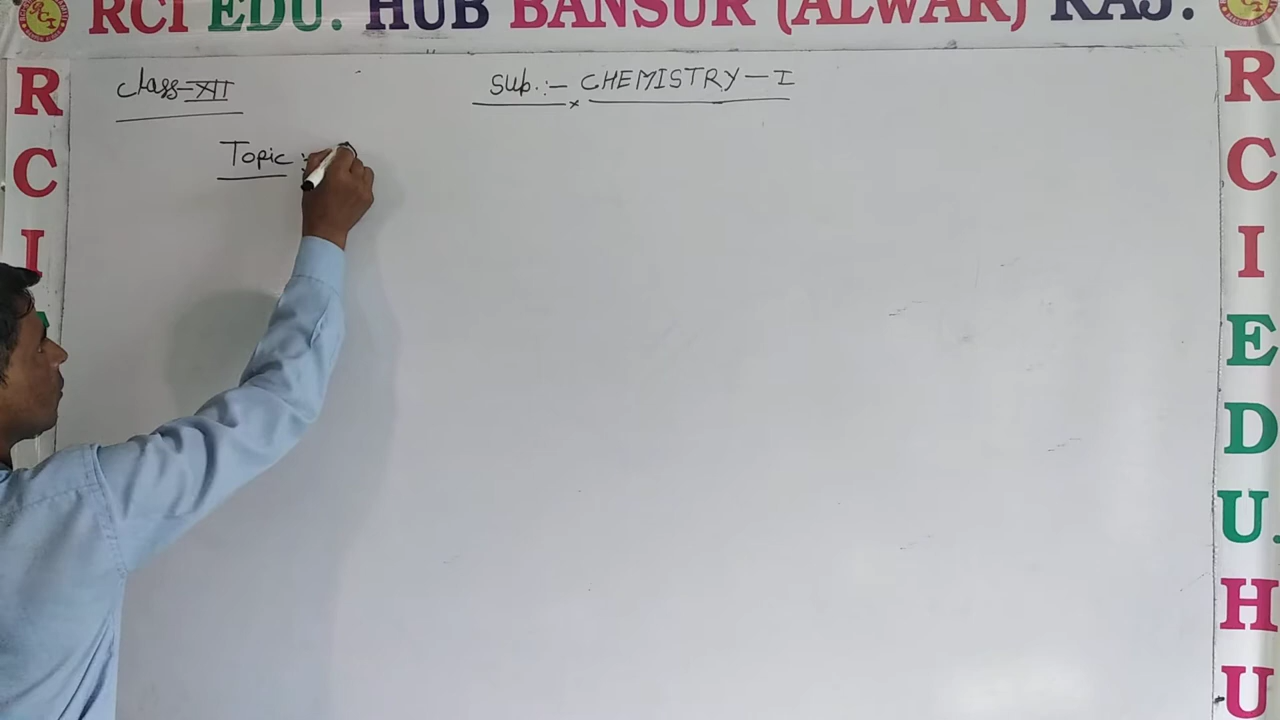 RCI EDU. HUB BANSUR (ALWAR) RAJ.
Class-XII
Sub.:- CHEMISTRY-I
Topic :
R
C
I
R
C
I
E
D
U.
H
U